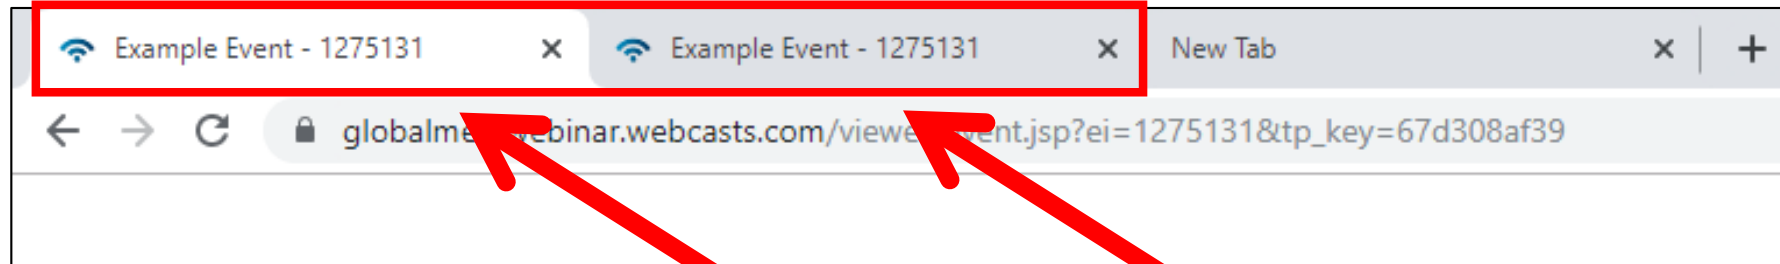 Example Event - 1275131 Example Event - 1275131 New Tab
globalme ebinar.webcasts.com/viewe ent.jsp?ei=1275131&tp_key=67d308af39